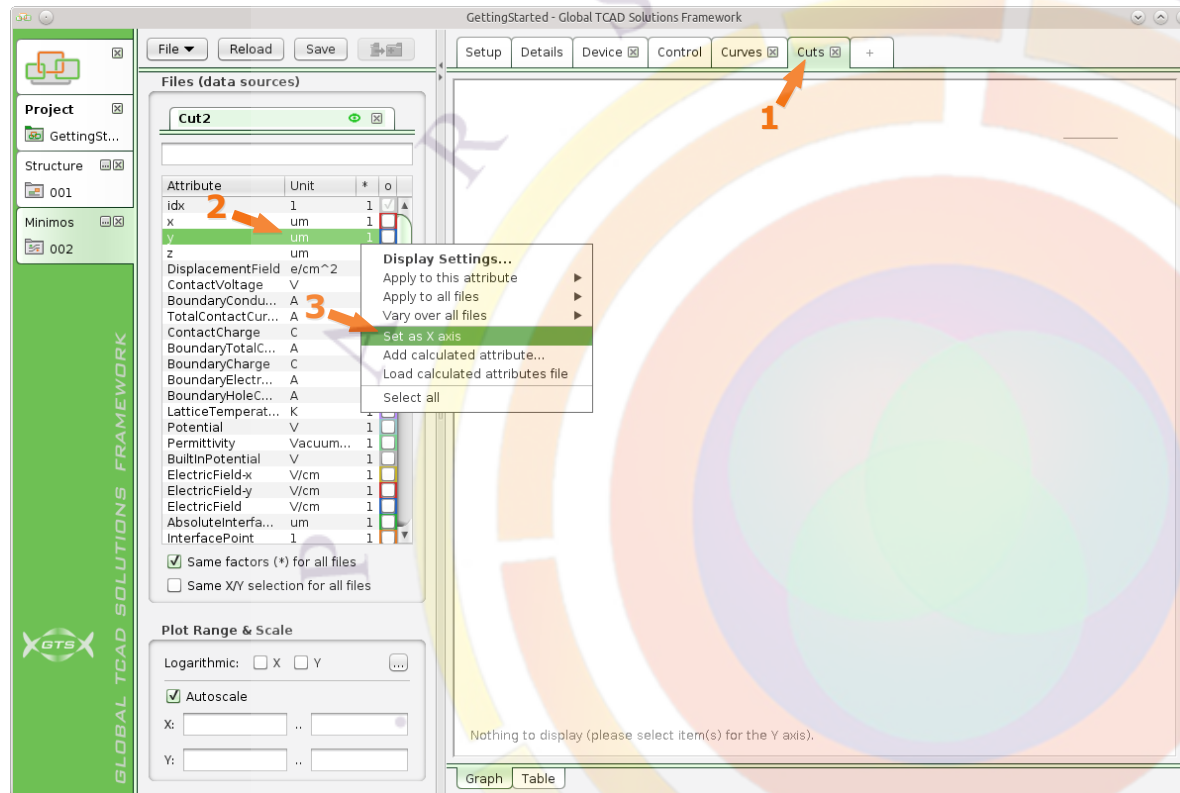 GettingStarted - Global TCAD Solutions Framework
File Reload Save
Setup Details Device Control Curves Cuts +
1
Project
GettingSt...
Structure
001
Minimos
002
GLOBAL TCAD SOLUTIONS FRAMEWORK
GTS
Files (data sources)
Cut2
Attribute Unit * o
idx 1 1
2
x um 1
y um 1
z um
DisplacementField e/cm^2
ContactVoltage V
BoundaryCondu... A
3
TotalContactCur... A
ContactCharge C
BoundaryTotalC... A
BoundaryCharge C
BoundaryElectr... A
BoundaryHoleC... A
LatticeTemperat... K 1
Potential V 1
Permittivity Vacuum... 1
BuiltInPotential V 1
ElectricField-x V/cm 1
ElectricField-y V/cm 1
ElectricField V/cm 1
AbsoluteInterfa... um 1
InterfacePoint 1 1
Display Settings...
Apply to this attribute
Apply to all files
Vary over all files
Set as X axis
Add calculated attribute...
Load calculated attributes file
Select all
Same factors (*) for all files
Same X/Y selection for all files
Plot Range & Scale
Logarithmic: X Y ...
Autoscale
X: ..
Y: ..
Nothing to display (please select item(s) for the Y axis).
Graph Table